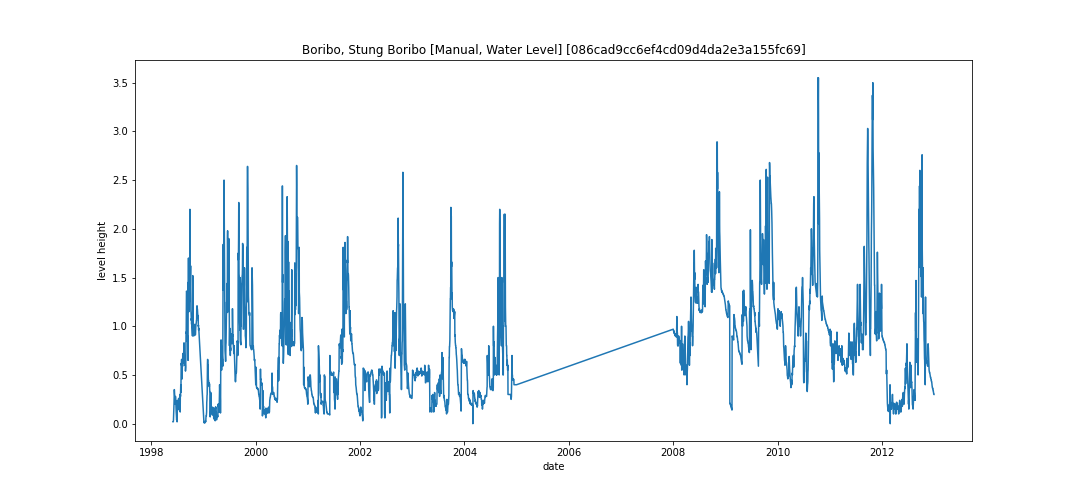 Boribo, Stung Boribo [Manual, Water Level] [086cad9cc6ef4cd09d4da2e3a155fc69]
3.5
3.0
2.5
2.0
1.5
1.0
0.5
0.0
level height
1998 2000 2002 2004 2006 2008 2010 2012
date